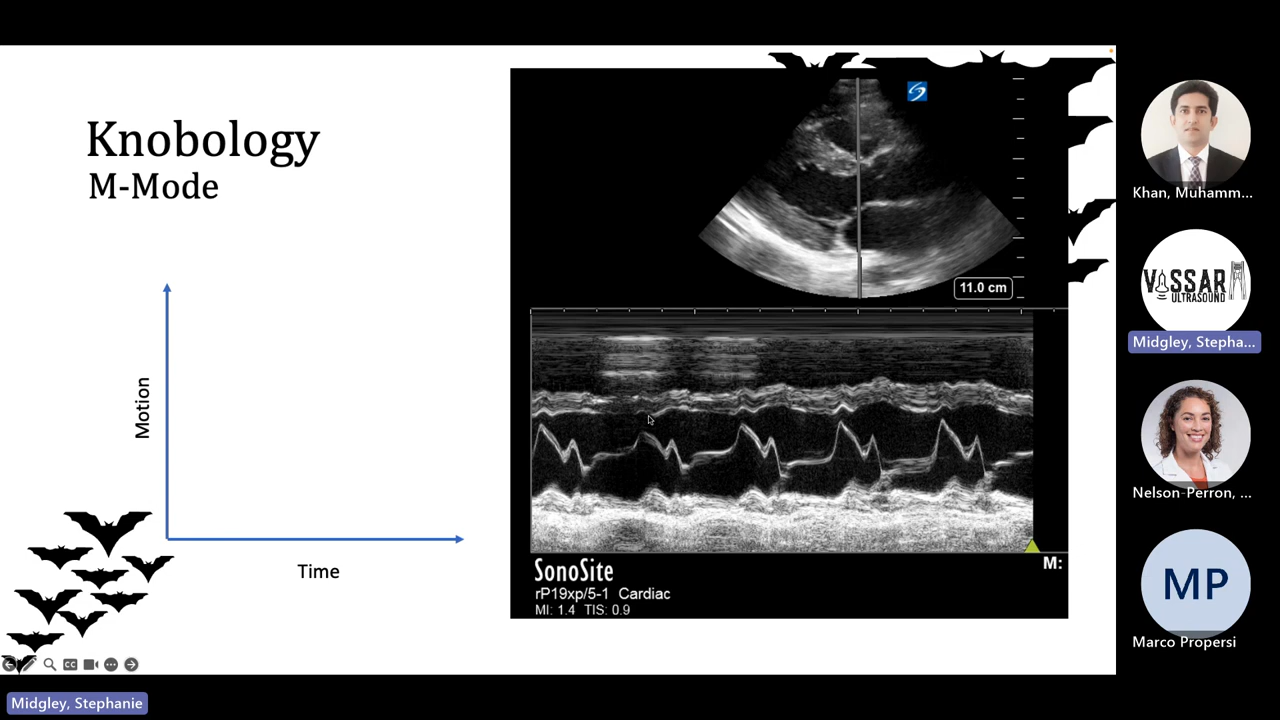 Knobology
M-Mode
Motion
Time
11.0 cm
SonoSite
rP19xp/5-1 Cardiac
MI: 1.4 TIS: 0.9
M:
CC
Khan, Muhamm...
VASSAR
ULTRASOUND
Midgley, Stepha...
Nelson-Perron, ...
MP
Marco Propersi
Midgley, Stephanie